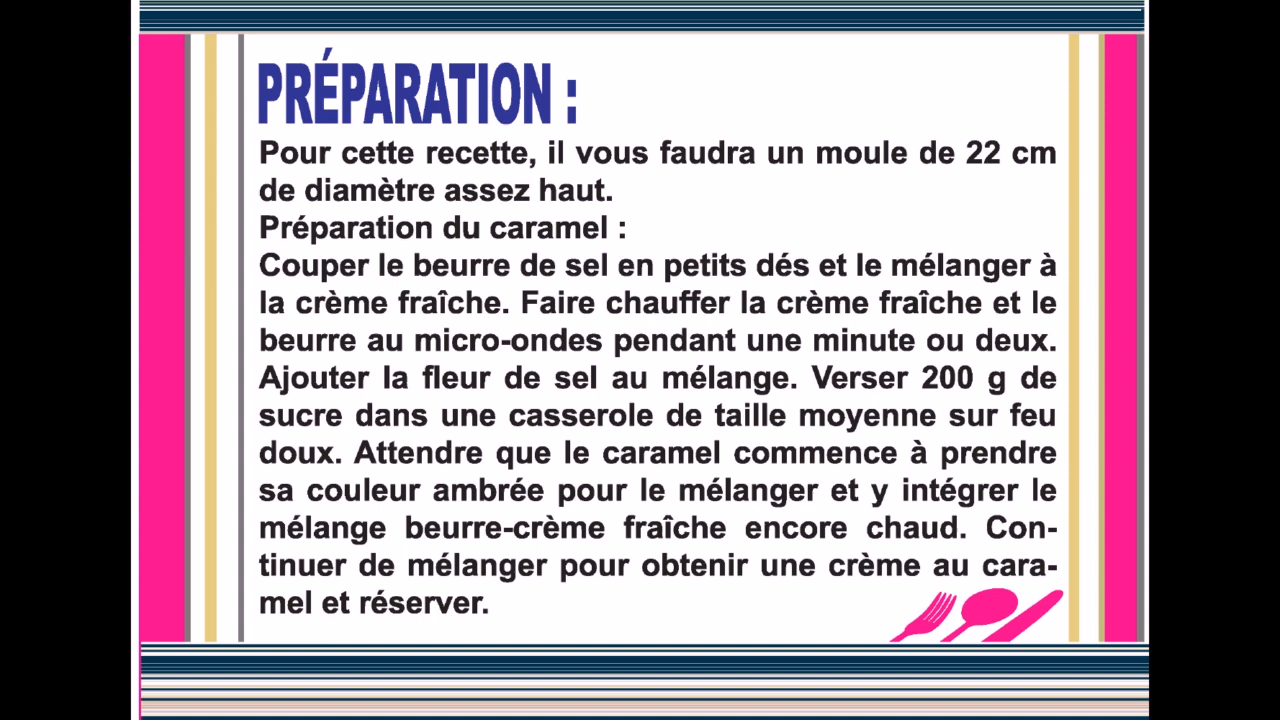 PRÉPARATION :
Pour cette recette, il vous faudra un moule de 22 cm
de diamètre assez haut.
Préparation du caramel :
Couper le beurre de sel en petits dés et le mélanger à
la crème fraîche. Faire chauffer la crème fraîche et le
beurre au micro-ondes pendant une minute ou deux.
Ajouter la fleur de sel au mélange. Verser 200 g de
sucre dans une casserole de taille moyenne sur feu
doux. Attendre que le caramel commence à prendre
sa couleur ambrée pour le mélanger et y intégrer le
mélange beurre-crème fraîche encore chaud. Con-
tinuer de mélanger pour obtenir une crème au cara-
mel et réserver.